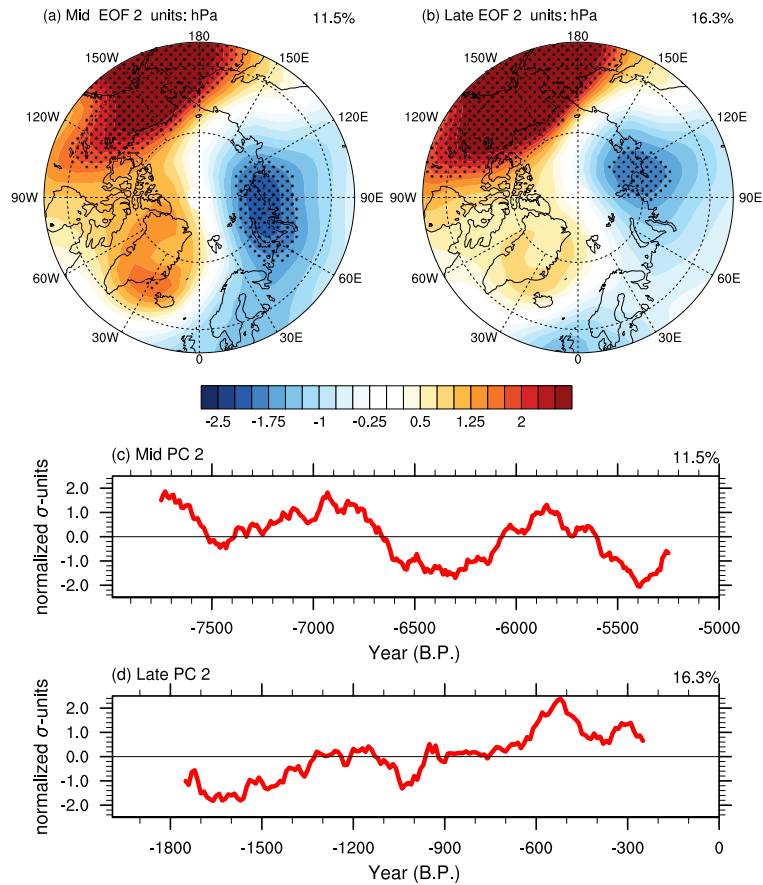 (a) Mid EOF 2 units: hPa 11.5%
(b) Late EOF 2 units: hPa 16.3%
180
150W 150E
120W 120E
90W 90E
60W 60E
30W 30E
0
180
150W 150E
120W 120E
90W 90E
60W 60E
30W 30E
0
-2.5 -1.75 -1 -0.25 0.5 1.25 2
(c) Mid PC 2 11.5%
normalized σ-units
2.0
1.0
0.0
-1.0
-2.0
-7500 -7000 -6500 -6000 -5500 -5000
Year (B.P.)
(d) Late PC 2 16.3%
normalized σ-units
2.0
1.0
0.0
-1.0
-2.0
-1800 -1500 -1200 -900 -600 -300 0
Year (B.P.)